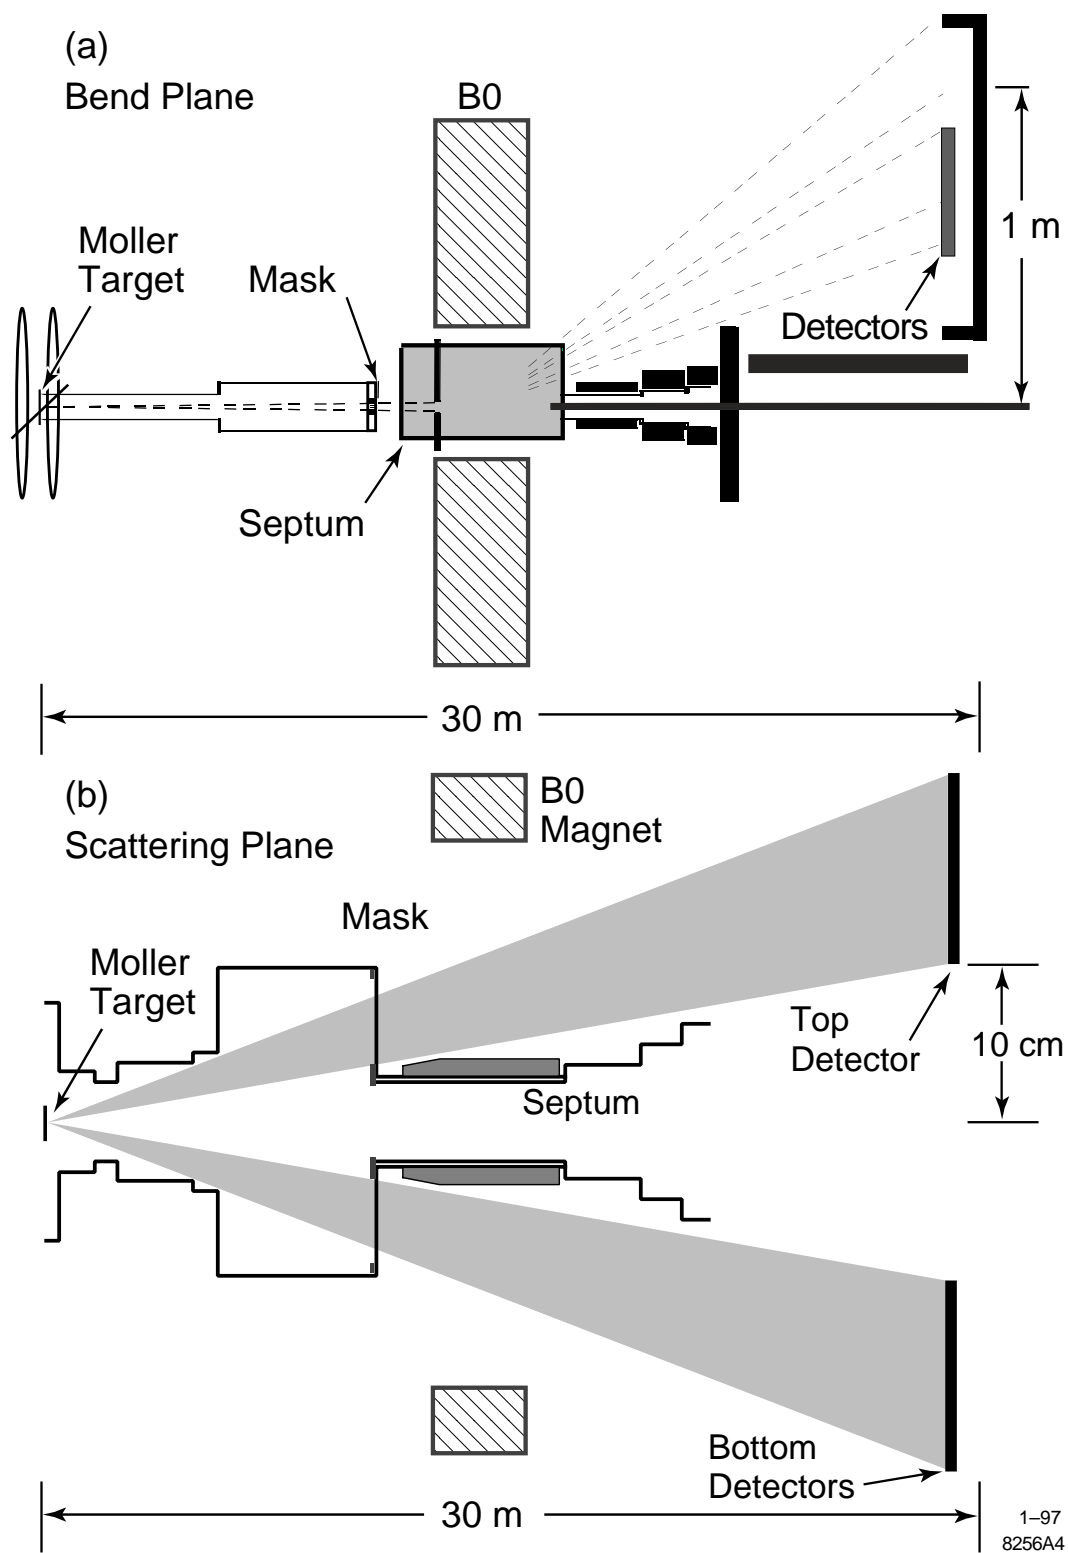 (a)
Bend Plane
B0
Moller
Target
Mask
1 m
Detectors
Septum
30 m
(b)
Scattering Plane
B0
Magnet
Mask
Moller
Target
Top
Detector
10 cm
Septum
Bottom
Detectors
30 m
1–97
8256A4